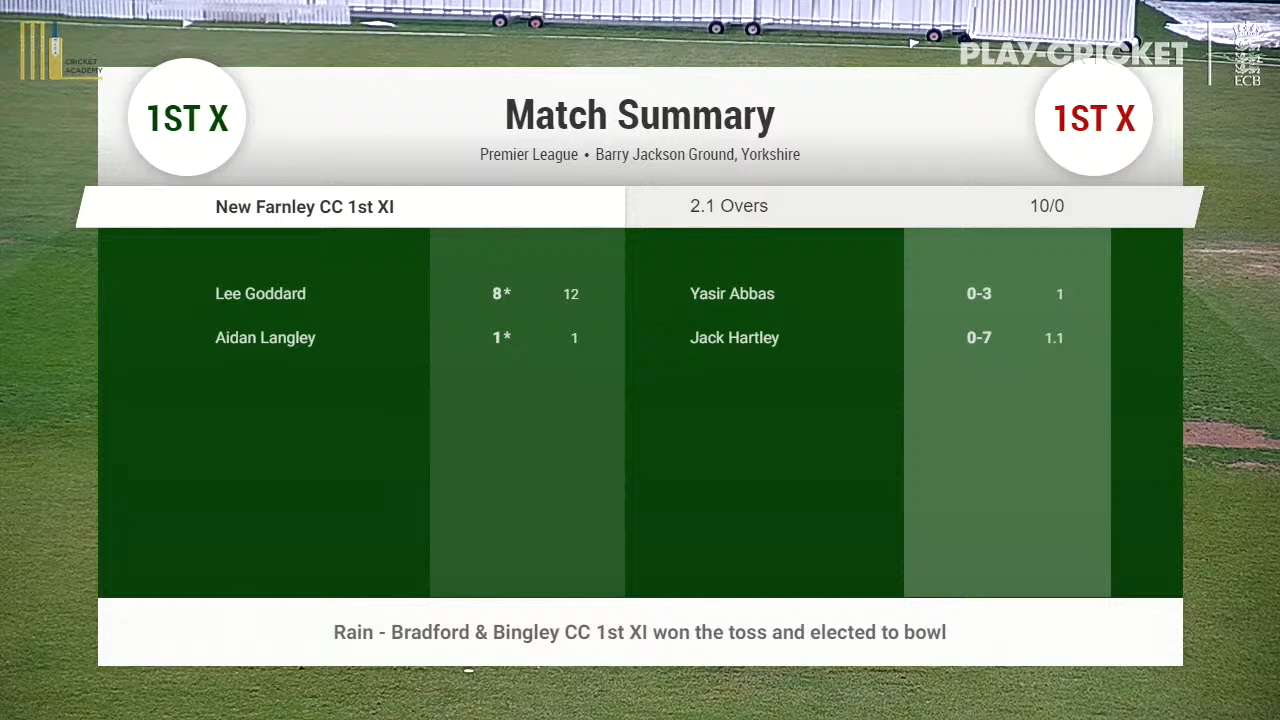 CRICKET
ACADEMY
PLAY-CRICKET
ECB
1ST X
Match Summary
1ST X
Premier League • Barry Jackson Ground, Yorkshire
New Farnley CC 1st XI 2.1 Overs 10/0
Lee Goddard 8* 12 Yasir Abbas 0-3 1
Aidan Langley 1* 1 Jack Hartley 0-7 1.1
Rain - Bradford & Bingley CC 1st XI won the toss and elected to bowl